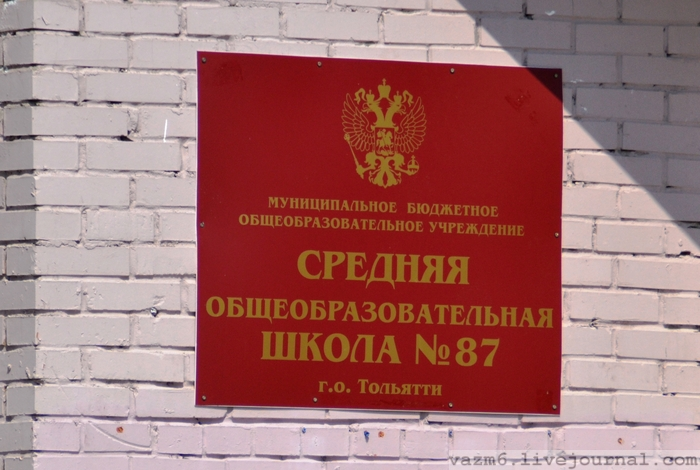 МУНИЦИПАЛЬНОЕ БЮДЖЕТНОЕ
ОБЩЕОБРАЗОВАТЕЛЬНОЕ УЧРЕЖДЕНИЕ
СРЕДНЯЯ
ОБЩЕОБРАЗОВАТЕЛЬНАЯ
ШКОЛА №87
г.о. Тольятти
vazm6.livejournal.com